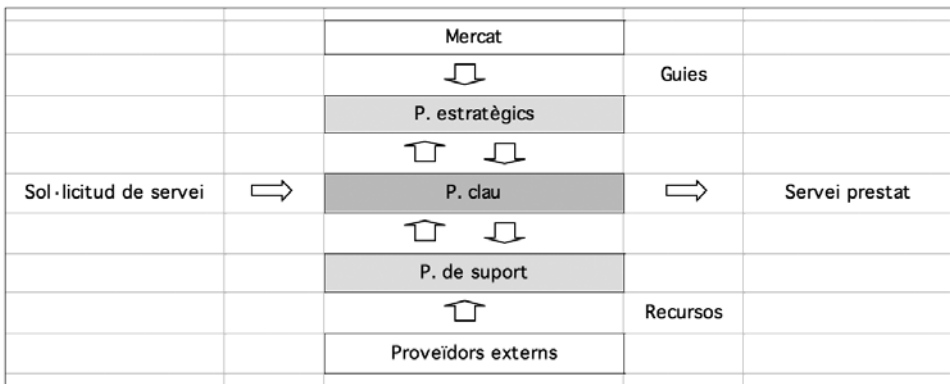 Mercat
Guies
P. estratègics
Sol·licitud de servei
P. clau
Servei prestat
P. de suport
Recursos
Proveïdors externs